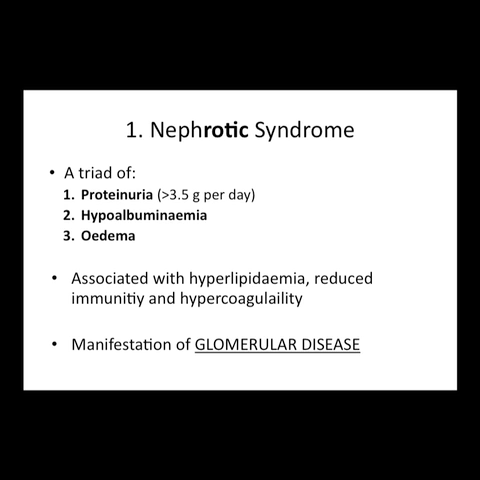 1. Nephrotic Syndrome
• A triad of:
1. Proteinuria (>3.5 g per day)
2. Hypoalbuminaemia
3. Oedema
• Associated with hyperlipidaemia, reduced
immunitiy and hypercoagulaility
• Manifestation of GLOMERULAR DISEASE